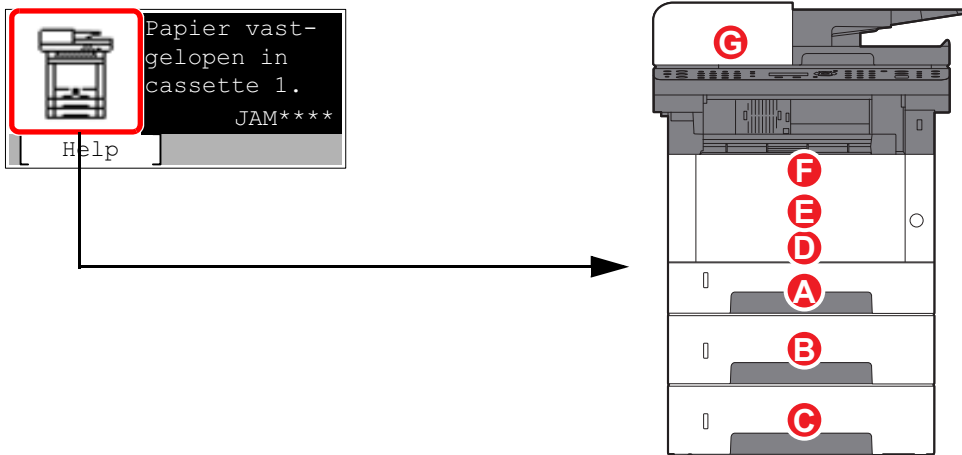 Papier vast-
gelopen in
cassette 1.
JAM****
Help
G
F
E
D
A
B
C